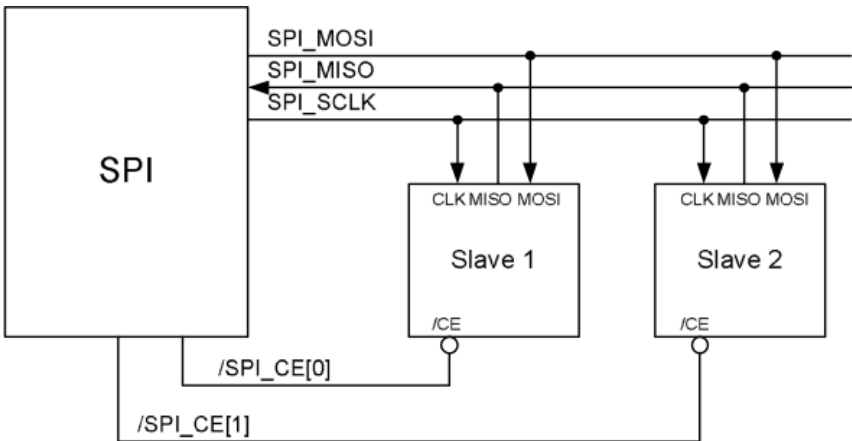 SPI_MOSI
SPI_MISO
SPI_SCLK
SPI
CLK MISO MOSI
Slave 1
/CE
CLK MISO MOSI
Slave 2
/CE
/SPI_CE[0]
/SPI_CE[1]